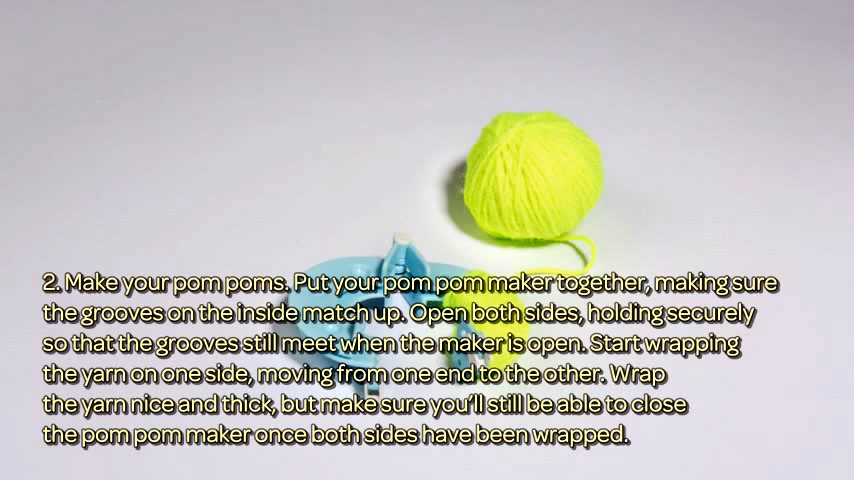 2. Make your pom poms. Put your pom pom maker together, making sure
the grooves on the inside match up. Open both sides, holding securely
so that the grooves still meet when the maker is open. Start wrapping
the yarn on one side, moving from one end to the other. Wrap
the yarn nice and thick, but make sure you'll still be able to close
the pom pom maker once both sides have been wrapped.